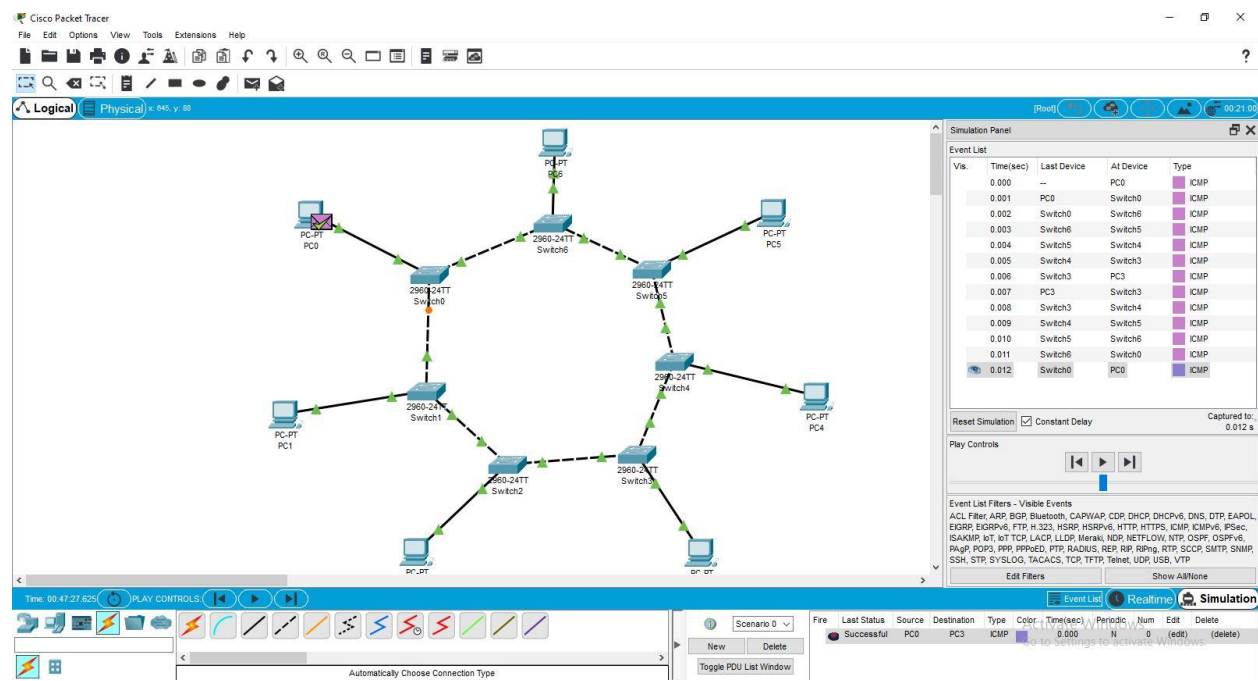 Cisco Packet Tracer
File Edit Options View Tools Extensions Help
?
Logical Physical x: 645, y: 88 [Root] 00:21:00
PC-PT
PC6
PC-PT
PC0
2960-24TT
Switch6
PC-PT
PC5
2960-24TT
Switch0
2960-24TT
Switch5
2960-24TT
Switch4
2960-24TT
Switch1
PC-PT
PC4
PC-PT
PC1
2960-24TT
Switch2
2960-24TT
Switch3
PC-PT
PC-PT
Simulation Panel
Event List
Vis. Time(sec) Last Device At Device Type
0.000 -- PC0 ICMP
0.001 PC0 Switch0 ICMP
0.002 Switch0 Switch6 ICMP
0.003 Switch6 Switch5 ICMP
0.004 Switch5 Switch4 ICMP
0.005 Switch4 Switch3 ICMP
0.006 Switch3 PC3 ICMP
0.007 PC3 Switch3 ICMP
0.008 Switch3 Switch4 ICMP
0.009 Switch4 Switch5 ICMP
0.010 Switch5 Switch6 ICMP
0.011 Switch6 Switch0 ICMP
0.012 Switch0 PC0 ICMP
Reset Simulation Constant Delay Captured to:
0.012 s
Play Controls
Event List Filters - Visible Events
ACL Filter, ARP, BGP, Bluetooth, CAPWAP, CDP, DHCP, DHCPv6, DNS, DTP, EAPOL,
EIGRP, EIGRPv6, FTP, H.323, HSRP, HSRPv6, HTTP, HTTPS, ICMP, ICMPv6, IPSec,
ISAKMP, IoT, IoT TCP, LACP, LLDP, Meraki, NDP, NETFLOW, NTP, OSPF, OSPFv6,
PAgP, POP3, PPP, PPPoED, PTP, RADIUS, REP, RIP, RIPng, RTP, SCCP, SMTP, SNMP,
SSH, STP, SYSLOG, TACACS, TCP, TFTP, Telnet, UDP, USB, VTP
Edit Filters Show All/None
Time: 00:47:27.625 PLAY CONTROLS: Event List Realtime Simulation
Scenario 0
New Delete
Toggle PDU List Window
Automatically Choose Connection Type
Fire Last Status Source Destination Type Color Time(sec) Periodic Num Edit Delete
Successful PC0 PC3 ICMP 0.000 N 0 (edit) (delete)
Activate Windows
Go to Settings to activate Windows.